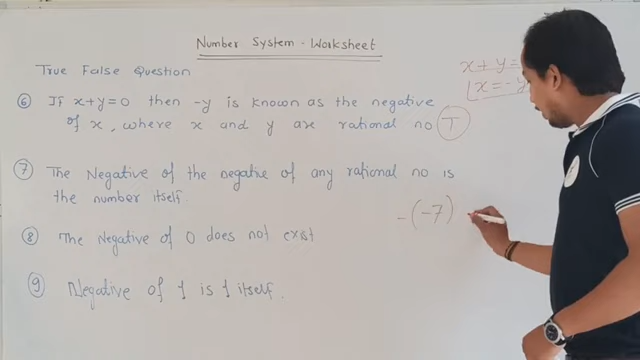 Number System - Worksheet
True False Question
⑥ If x+y=0 then -y is known as the negative
of x, where x and y are rational no T
x + y =
x = - y
⑦ The Negative of the negative of any rational no is
the number itself.
- (-7)
⑧ The Negative of 0 does not exist
⑨ Negative of 1 is 1 itself.